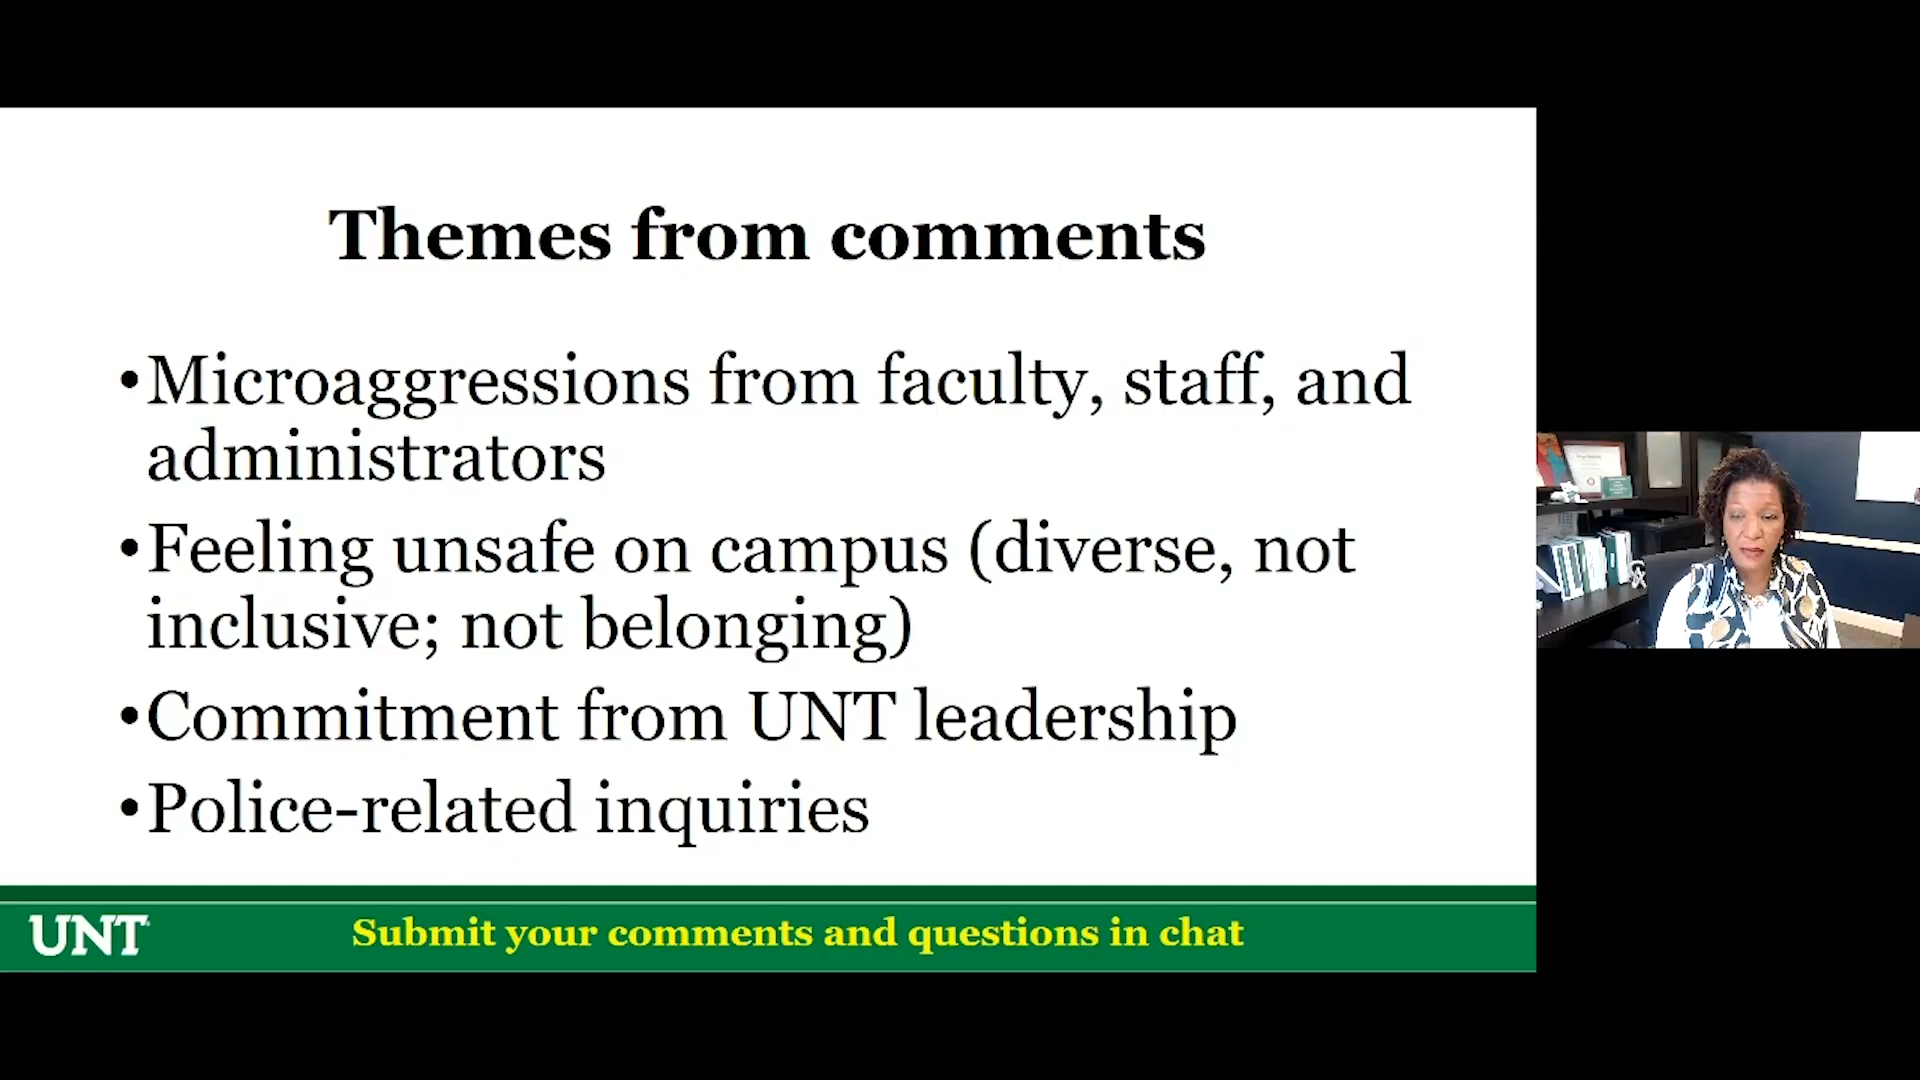 Themes from comments
•Microaggressions from faculty, staff, and
administrators
•Feeling unsafe on campus (diverse, not
inclusive; not belonging)
•Commitment from UNT leadership
•Police-related inquiries
UNT
Submit your comments and questions in chat